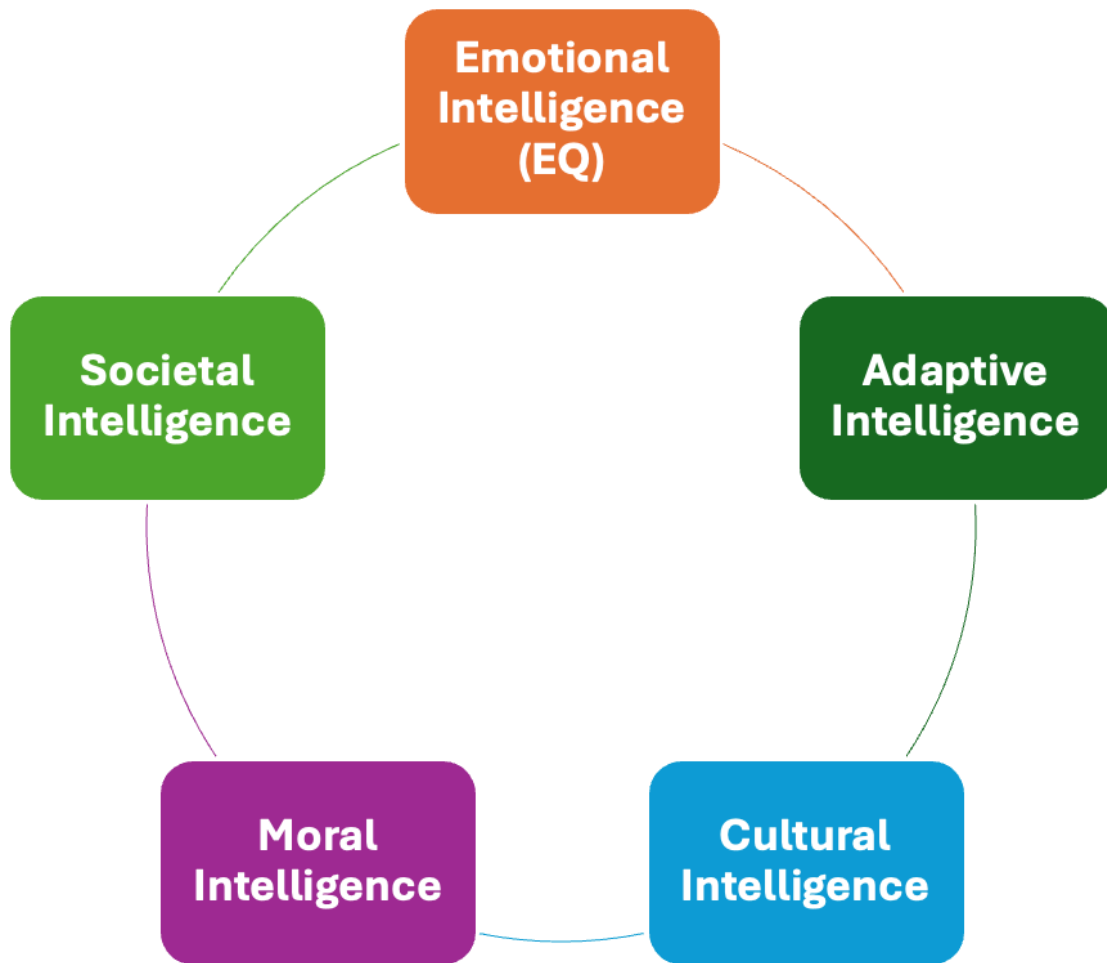 Emotional
Intelligence
(EQ)
Adaptive
Intelligence
Cultural
Intelligence
Moral
Intelligence
Societal
Intelligence